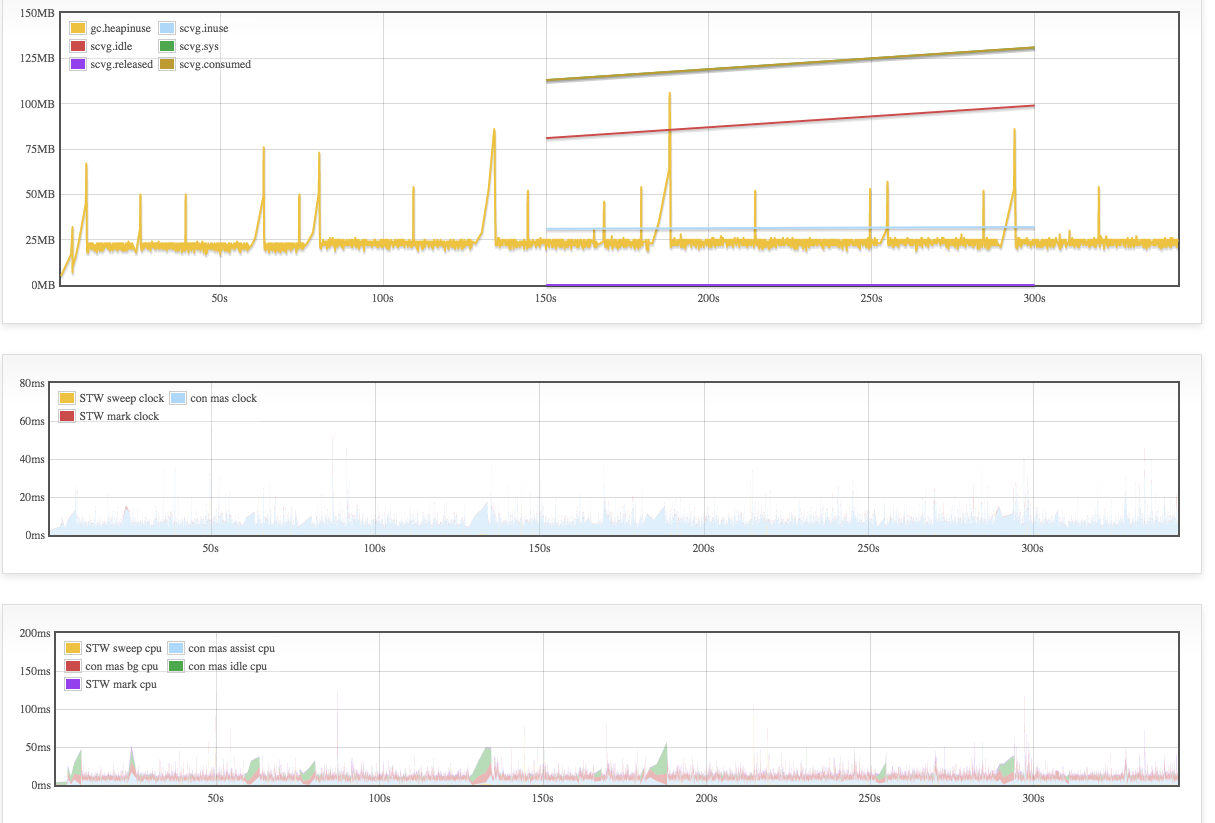 150MB
gc.heapinuse scvg.inuse
scvg.idle scvg.sys
125MB
scvg.released scvg.consumed
100MB
75MB
50MB
25MB
0MB
50s 100s 150s 200s 250s 300s
80ms
STW sweep clock con mas clock
STW mark clock
60ms
40ms
20ms
0ms
50s 100s 150s 200s 250s 300s
200ms
STW sweep cpu con mas assist cpu
con mas bg cpu con mas idle cpu
150ms
STW mark cpu
100ms
50ms
0ms
50s 100s 150s 200s 250s 300s